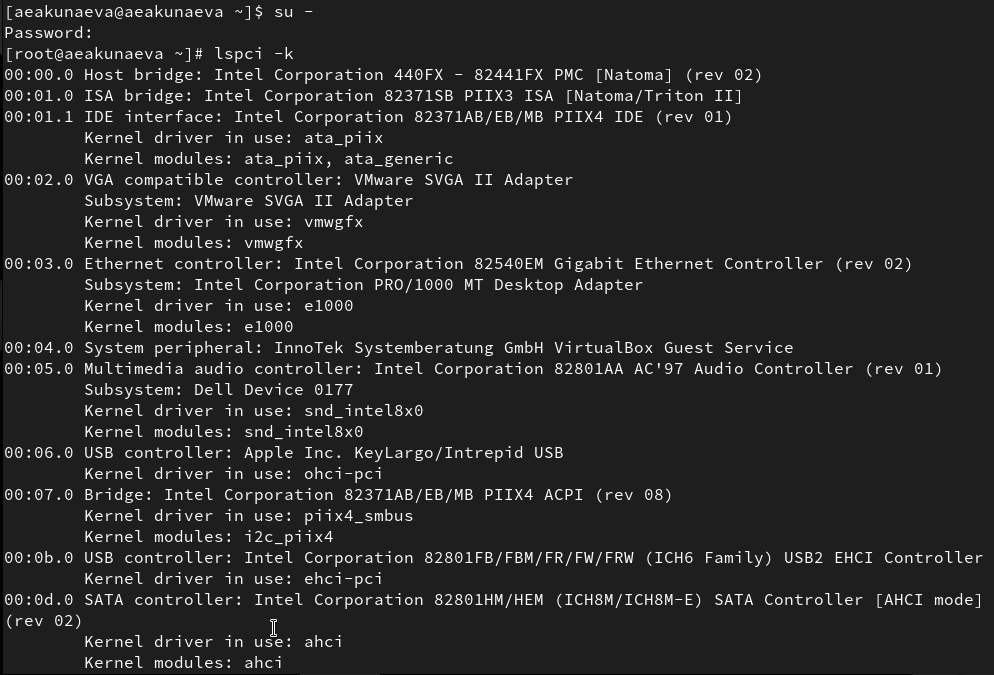 [aeakunaeva@aeakunaeva ~]$ su -
Password:
[root@aeakunaeva ~]# lspci -k
00:00.0 Host bridge: Intel Corporation 440FX - 82441FX PMC [Natoma] (rev 02)
00:01.0 ISA bridge: Intel Corporation 82371SB PIIX3 ISA [Natoma/Triton II]
00:01.1 IDE interface: Intel Corporation 82371AB/EB/MB PIIX4 IDE (rev 01)
        Kernel driver in use: ata_piix
        Kernel modules: ata_piix, ata_generic
00:02.0 VGA compatible controller: VMware SVGA II Adapter
        Subsystem: VMware SVGA II Adapter
        Kernel driver in use: vmwgfx
        Kernel modules: vmwgfx
00:03.0 Ethernet controller: Intel Corporation 82540EM Gigabit Ethernet Controller (rev 02)
        Subsystem: Intel Corporation PRO/1000 MT Desktop Adapter
        Kernel driver in use: e1000
        Kernel modules: e1000
00:04.0 System peripheral: InnoTek Systemberatung GmbH VirtualBox Guest Service
00:05.0 Multimedia audio controller: Intel Corporation 82801AA AC'97 Audio Controller (rev 01)
        Subsystem: Dell Device 0177
        Kernel driver in use: snd_intel8x0
        Kernel modules: snd_intel8x0
00:06.0 USB controller: Apple Inc. KeyLargo/Intrepid USB
        Kernel driver in use: ohci-pci
00:07.0 Bridge: Intel Corporation 82371AB/EB/MB PIIX4 ACPI (rev 08)
        Kernel driver in use: piix4_smbus
        Kernel modules: i2c_piix4
00:0b.0 USB controller: Intel Corporation 82801FB/FBM/FR/FW/FRW (ICH6 Family) USB2 EHCI Controller
        Kernel driver in use: ehci-pci
00:0d.0 SATA controller: Intel Corporation 82801HM/HEM (ICH8M/ICH8M-E) SATA Controller [AHCI mode]
(rev 02)
        Kernel driver in use: ahci
        Kernel modules: ahci